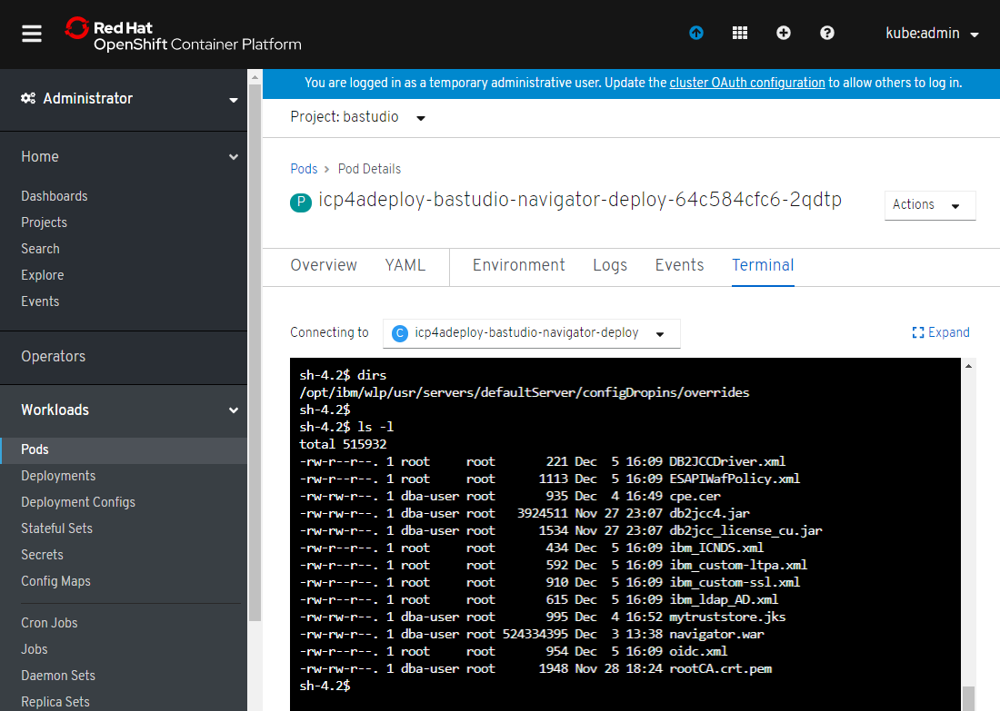 Red Hat
OpenShift Container Platform
kube:admin
Administrator
Home
Dashboards
Projects
Search
Explore
Events
Operators
Workloads
Pods
Deployments
Deployment Configs
Stateful Sets
Secrets
Config Maps
Cron Jobs
Jobs
Daemon Sets
Replica Sets
You are logged in as a temporary administrative user. Update the cluster OAuth configuration to allow others to log in.
Project: bastudio
Pods > Pod Details
P icp4adeploy-bastudio-navigator-deploy-64c584cfc6-2qdtp
Actions
Overview YAML Environment Logs Events Terminal
Connecting to C icp4adeploy-bastudio-navigator-deploy Expand
sh-4.2$ dirs
/opt/ibm/wlp/usr/servers/defaultServer/configDropins/overrides
sh-4.2$
sh-4.2$ ls -l
total 515932
-rw-r--r--. 1 root     root       221 Dec  5 16:09 DB2JCCDriver.xml
-rw-r--r--. 1 root     root      1113 Dec  5 16:09 ESAPIWafPolicy.xml
-rw-rw-r--. 1 dba-user root       935 Dec  4 16:49 cpe.cer
-rw-rw-r--. 1 dba-user root   3924511 Nov 27 23:07 db2jcc4.jar
-rw-rw-r--. 1 dba-user root      1534 Nov 27 23:07 db2jcc_license_cu.jar
-rw-r--r--. 1 root     root       434 Dec  5 16:09 ibm_ICNDS.xml
-rw-r--r--. 1 root     root       592 Dec  5 16:09 ibm_custom-ltpa.xml
-rw-r--r--. 1 root     root       910 Dec  5 16:09 ibm_custom-ssl.xml
-rw-r--r--. 1 root     root       615 Dec  5 16:09 ibm_ldap_AD.xml
-rw-rw-r--. 1 dba-user root       995 Dec  4 16:52 mytruststore.jks
-rw-rw-r--. 1 dba-user root 524334395 Dec  3 13:38 navigator.war
-rw-r--r--. 1 root     root       954 Dec  5 16:09 oidc.xml
-rw-rw-r--. 1 dba-user root      1948 Nov 28 18:24 rootCA.crt.pem
sh-4.2$